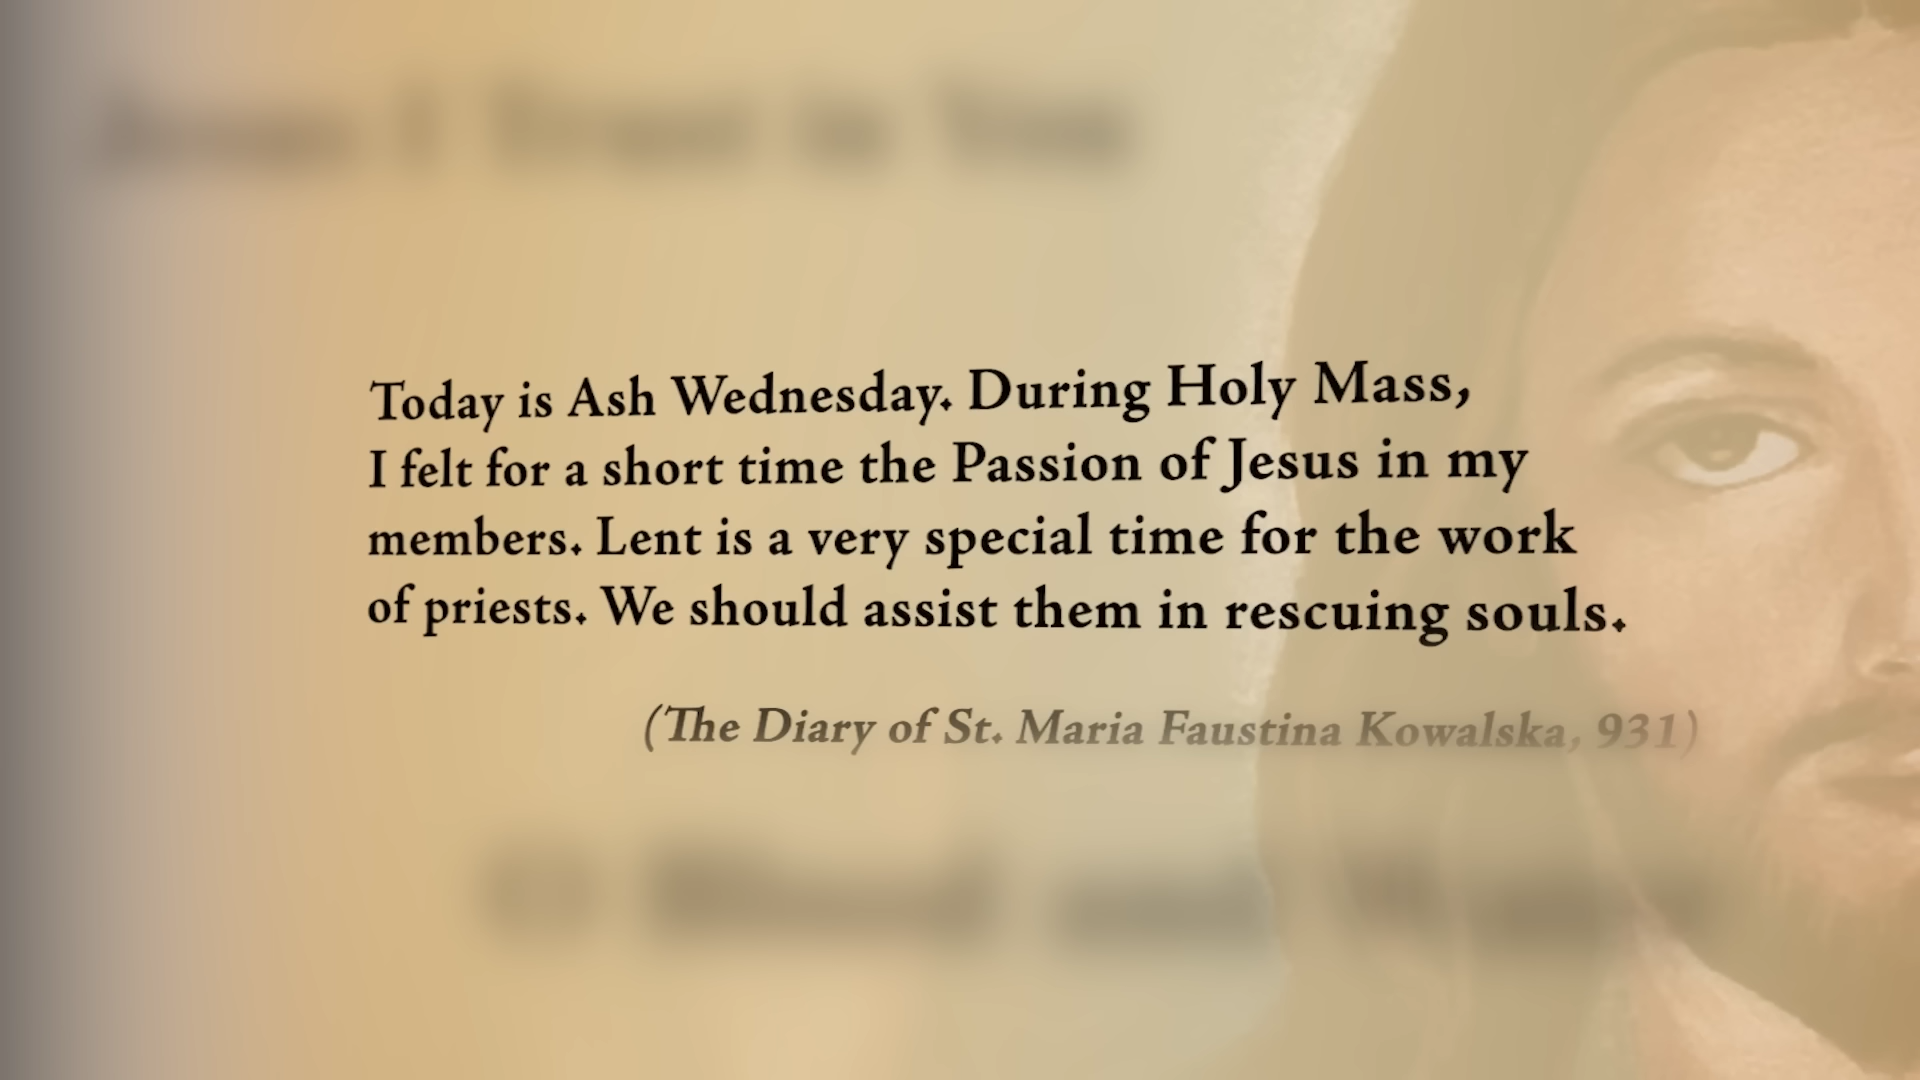 Today is Ash Wednesday. During Holy Mass,
I felt for a short time the Passion of Jesus in my
members. Lent is a very special time for the work
of priests. We should assist them in rescuing souls.
(The Diary of St. Maria Faustina Kowalska, 931)